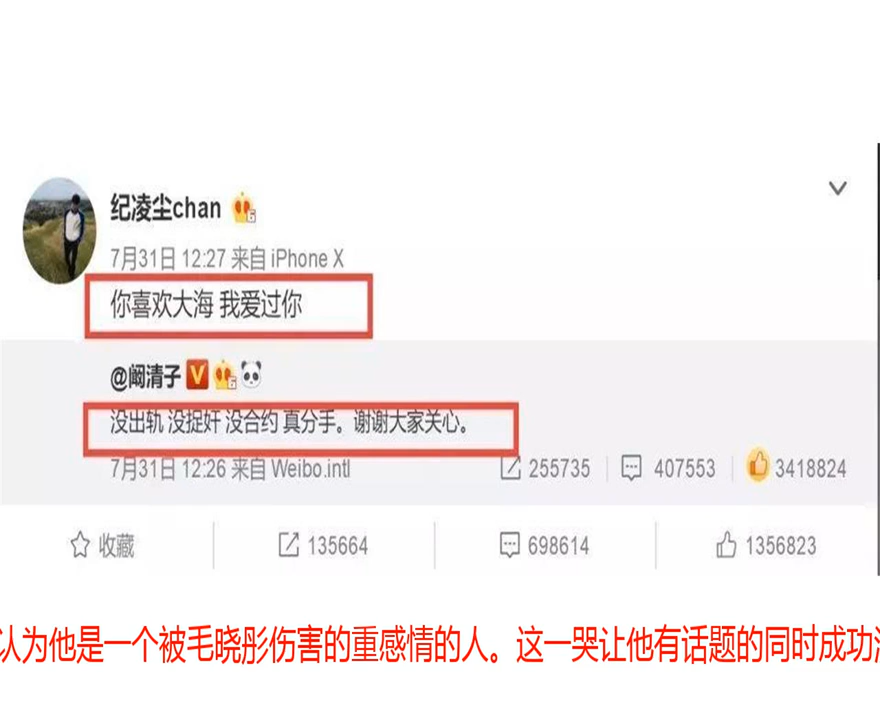 纪凌尘chan
7月31日 12:27 来自 iPhone X
你喜欢大海 我爱过你
@阚清子
没出轨 没捉奸 没合约 真分手。谢谢大家关心。
7月31日 12:26 来自 Weibo.intl 255735 407553 3418824
收藏 135664 698614 1356823
认为他是一个被毛晓彤伤害的重感情的人。这一哭让他有话题的同时成功